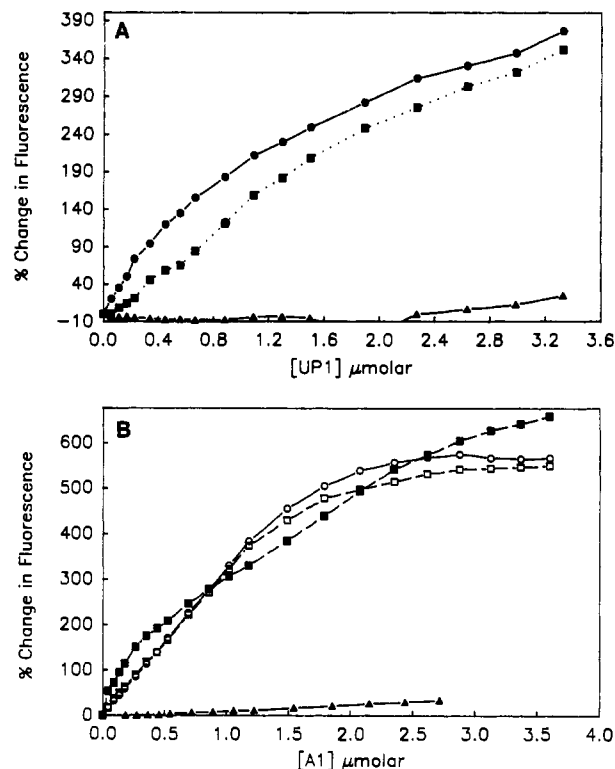 A
390
340
290
240
190
140
90
40
-10
% Change in Fluorescence
0.0 0.4 0.8 1.2 1.6 2.0 2.4 2.8 3.2 3.6
[UP1] μmolar
B
600
500
400
300
200
100
0
% Change in Fluorescence
0.0 0.5 1.0 1.5 2.0 2.5 3.0 3.5 4.0
[A1] μmolar